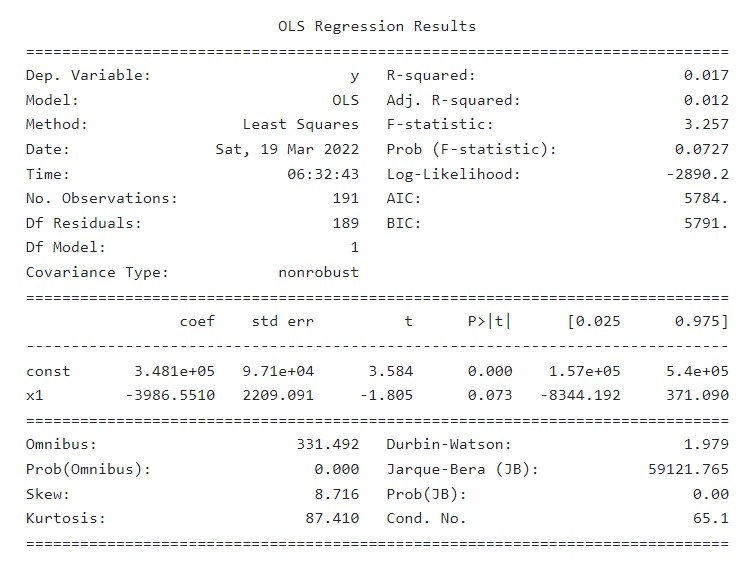 OLS Regression Results
==============================================================================
Dep. Variable:                      y   R-squared:                       0.017
Model:                            OLS   Adj. R-squared:                  0.012
Method:                 Least Squares   F-statistic:                     3.257
Date:                Sat, 19 Mar 2022   Prob (F-statistic):             0.0727
Time:                        06:32:43   Log-Likelihood:                -2890.2
No. Observations:                 191   AIC:                             5784.
Df Residuals:                     189   BIC:                             5791.
Df Model:                           1
Covariance Type:            nonrobust
==============================================================================
                 coef    std err          t      P>|t|      [0.025      0.975]
------------------------------------------------------------------------------
const       3.481e+05   9.71e+04      3.584      0.000    1.57e+05     5.4e+05
x1         -3986.5510   2209.091     -1.805      0.073   -8344.192     371.090
==============================================================================
Omnibus:                      331.492   Durbin-Watson:                   1.979
Prob(Omnibus):                  0.000   Jarque-Bera (JB):            59121.765
Skew:                           8.716   Prob(JB):                         0.00
Kurtosis:                      87.410   Cond. No.                         65.1
==============================================================================